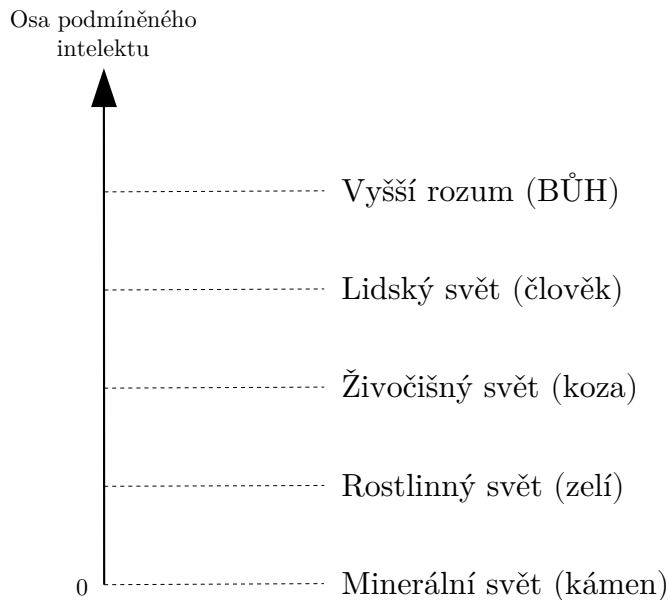 Osa podmíněného
intelektu
Vyšší rozum (BŮH)
Lidský svět (člověk)
Živočišný svět (koza)
Rostlinný svět (zelí)
0
Minerální svět (kámen)